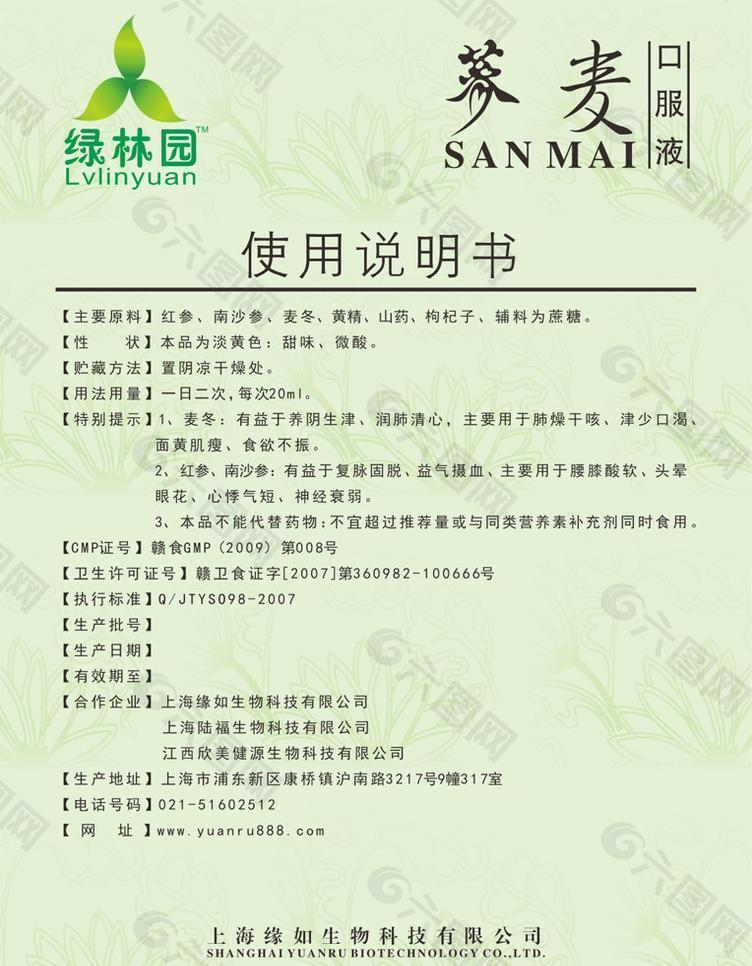 绿林园™
Lvlinyuan
蔘麦
SAN MAI
口服液
使用说明书
【主要原料】红参、南沙参、麦冬、黄精、山药、枸杞子、辅料为蔗糖。
【性 状】本品为淡黄色：甜味、微酸。
【贮藏方法】置阴凉干燥处。
【用法用量】一日二次，每次20ml。
【特别提示】1、麦冬：有益于养阴生津、润肺清心，主要用于肺燥干咳、津少口渴、
面黄肌瘦、食欲不振。
2、红参、南沙参：有益于复脉固脱、益气摄血、主要用于腰膝酸软、头晕
眼花、心悸气短、神经衰弱。
3、本品不能代替药物：不宜超过推荐量或与同类营养素补充剂同时食用。
【CMP证号】赣食GMP (2009) 第008号
【卫生许可证号】赣卫食证字[2007]第360982-100666号
【执行标准】Q/JTYS098-2007
【生产批号】
【生产日期】
【有效期至】
【合作企业】上海缘如生物科技有限公司
上海陆福生物科技有限公司
江西欣美健源生物科技有限公司
【生产地址】上海市浦东新区康桥镇沪南路3217号9幢317室
【电话号码】021-51602512
【 网 址 】www.yuanru888.com
上海缘如生物科技有限公司
SHANGHAI YUANRU BIOTECHNOLOGY CO.,LTD.
六图网